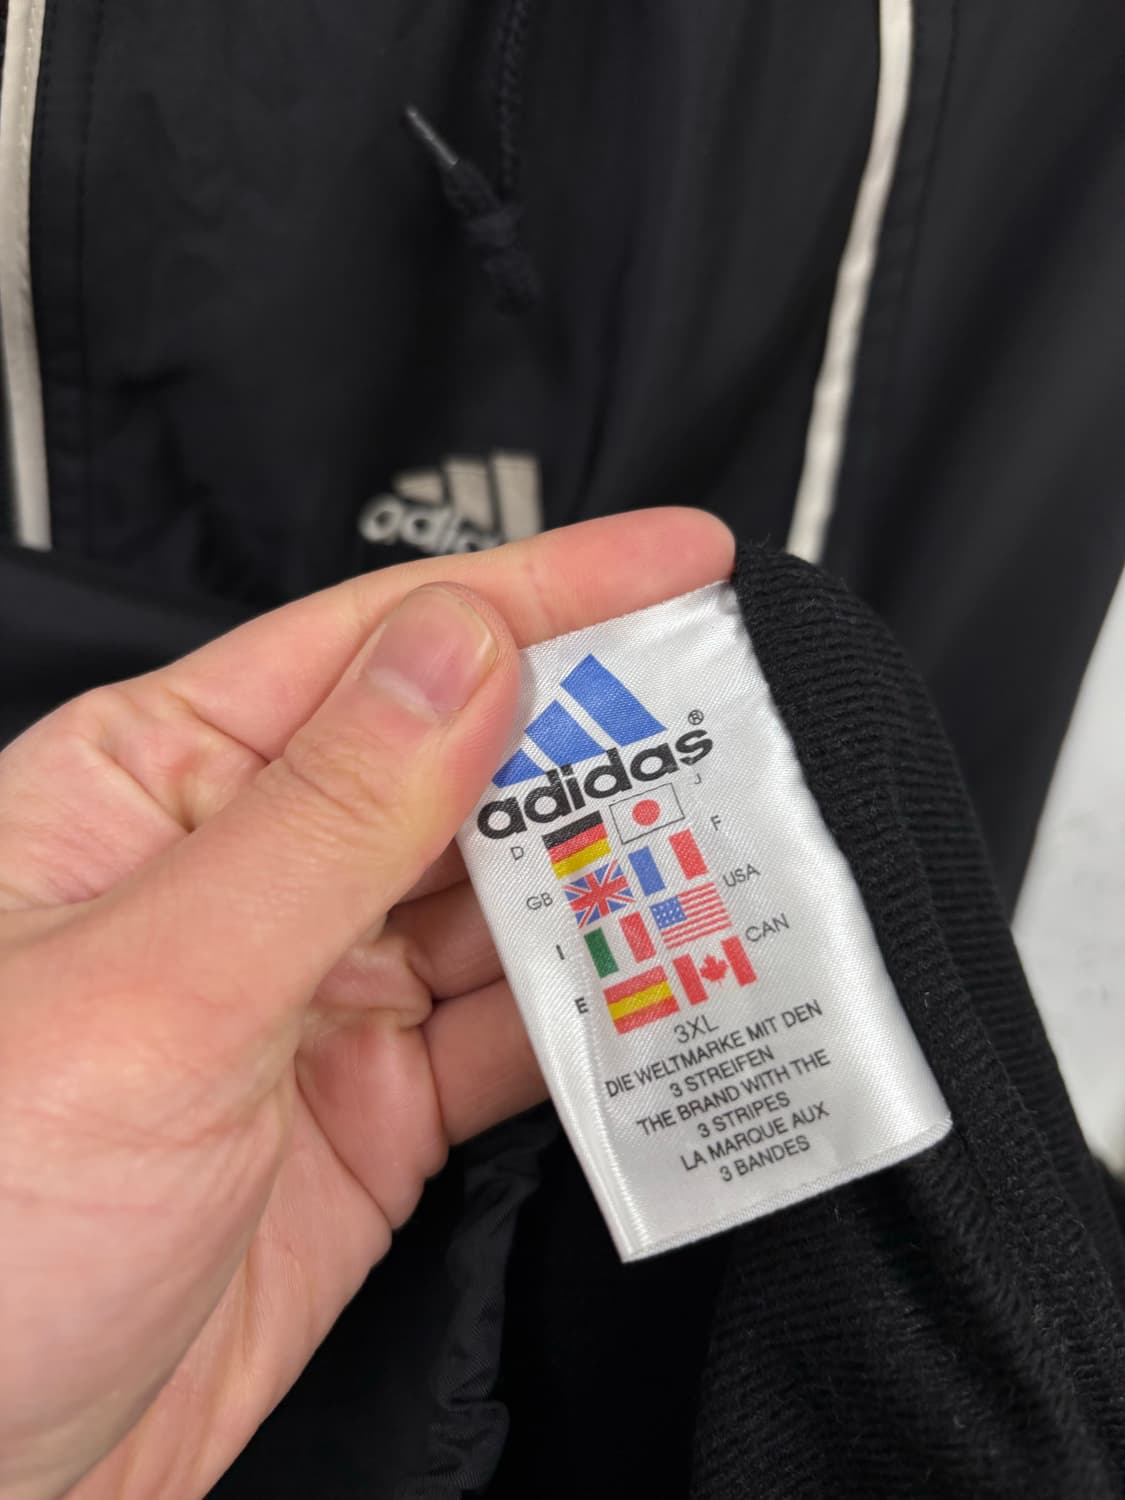 adidas
adidas®
J
D
F
GB
USA
I
CAN
E
3XL
DIE WELTMARKE MIT DEN
3 STREIFEN
THE BRAND WITH THE
3 STRIPES
LA MARQUE AUX
3 BANDES